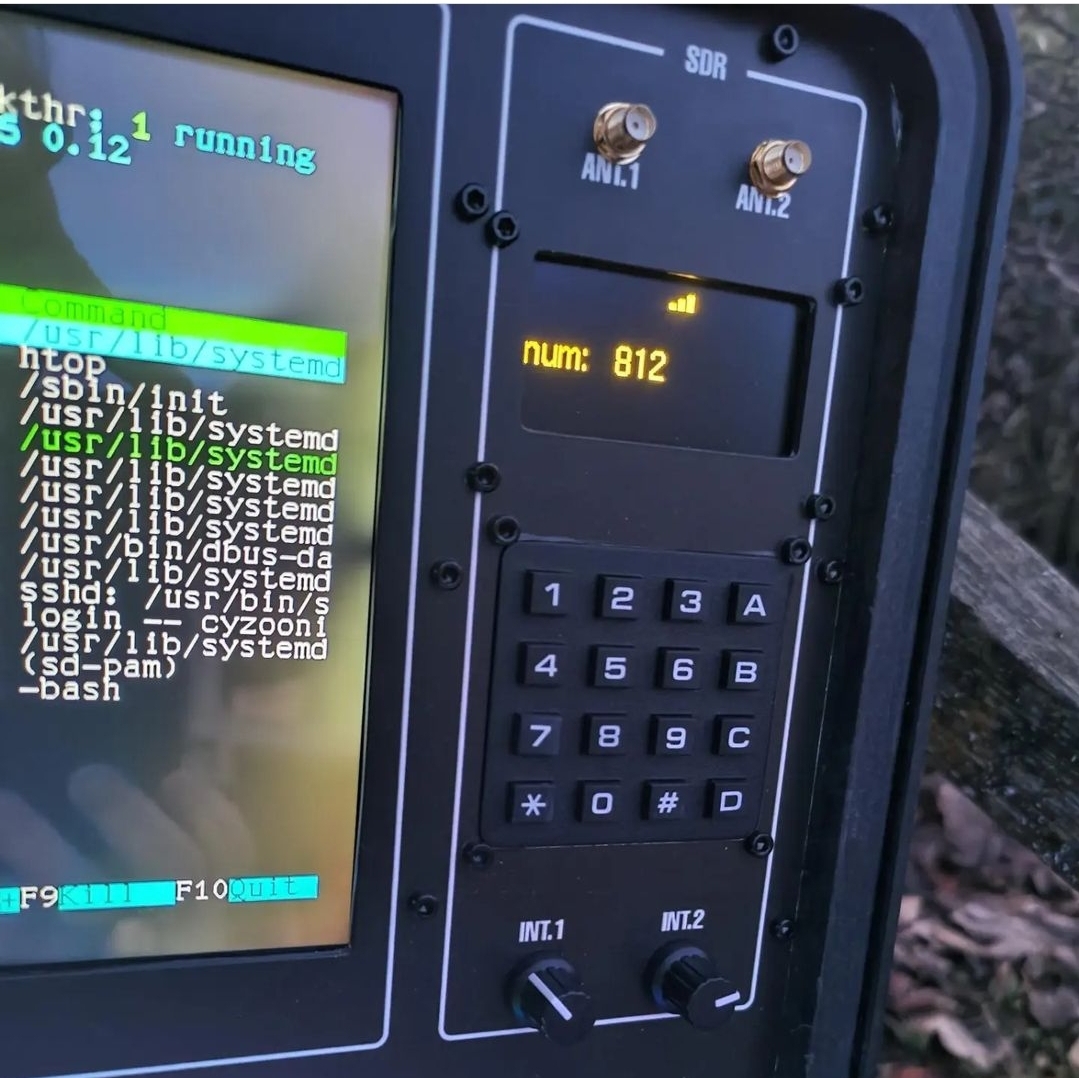 kthr; 1 running
s 0.12
Command
/usr/lib/systemd
htop
/sbin/init
/usr/lib/systemd
/usr/lib/systemd
/usr/lib/systemd
/usr/lib/systemd
/usr/lib/systemd
/usr/bin/dbus-da
/usr/lib/systemd
sshd: /usr/bin/s
login -- cyzooni
/usr/lib/systemd
(sd-pam)
-bash
+F9Kill F10Quit
SDR
ANT.1
ANT.2
num: 812
1 2 3 A
4 5 6 B
7 8 9 C
* 0 # D
INT.1
INT.2